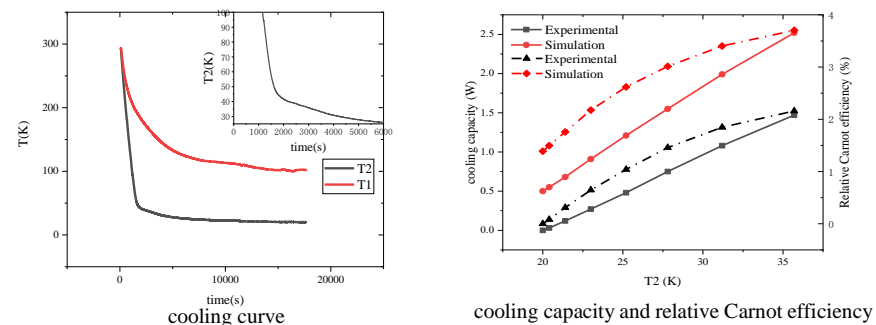 300
200
100
0
T(K)
0
10000
20000
time(s)
100
90
80
70
60
50
40
30
T2(K)
0 1000 2000 3000 4000 5000 6000
time(s)
T2
T1
cooling curve
Experimental
Simulation
Experimental
Simulation
2.5
2.0
1.5
1.0
0.5
0.0
cooling capacity (W)
4
3
2
1
0
Relative Carnot efficiency (%)
20
25
30
35
T2 (K)
cooling capacity and relative Carnot efficiency